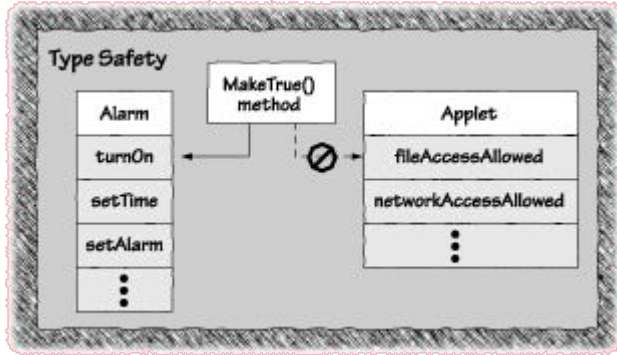 Type Safety
MakeTrue()
method
Alarm
turnOn
setTime
setAlarm
Applet
fileAccessAllowed
networkAccessAllowed